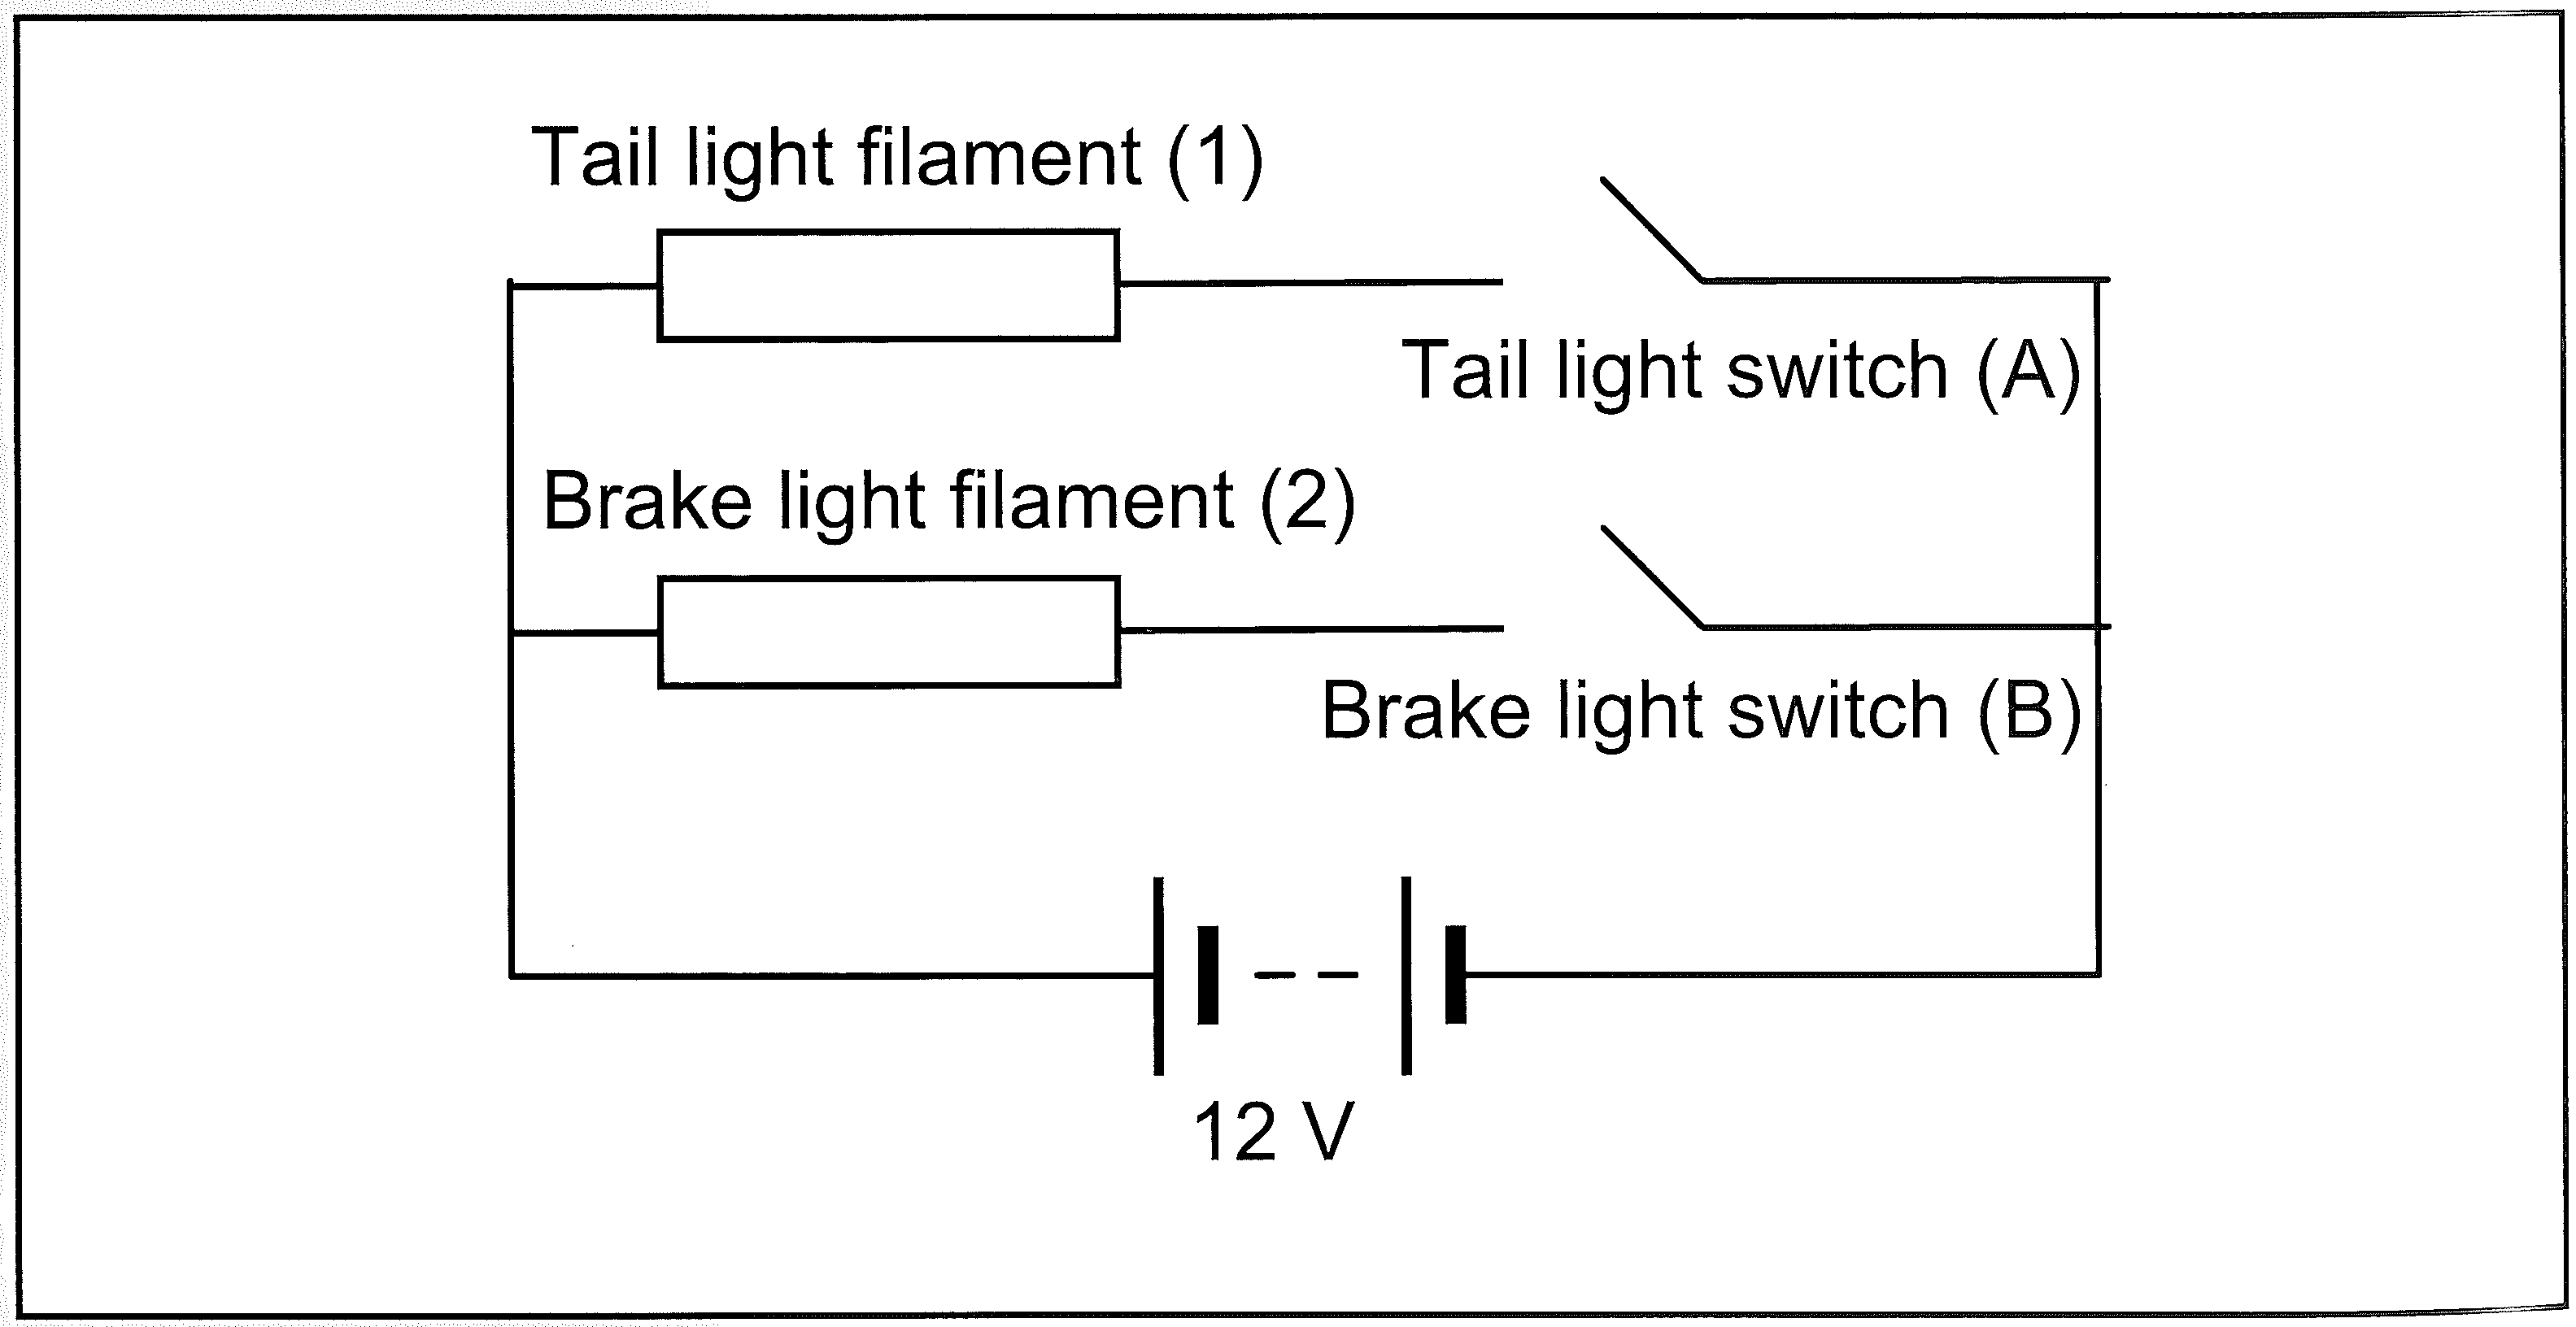 Tail light filament (1)
Tail light switch (A)
Brake light filament (2)
Brake light switch (B)
12 V